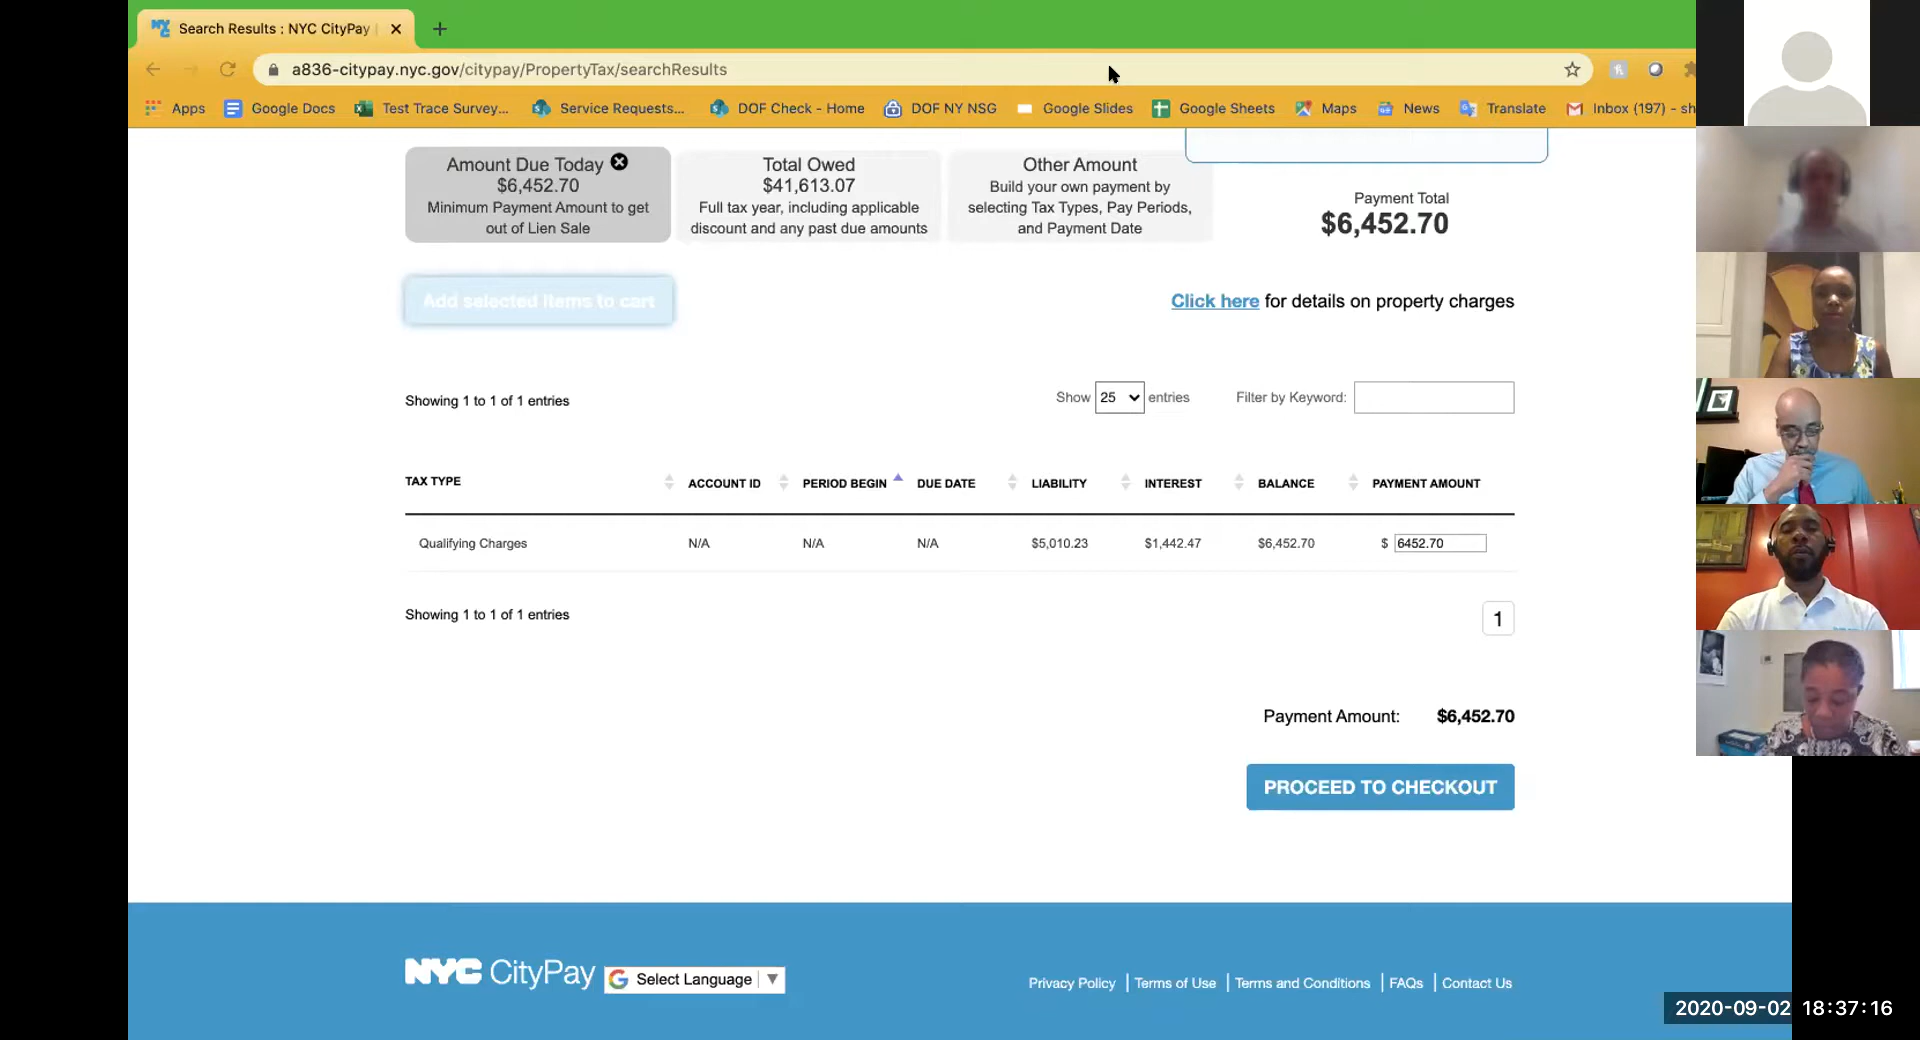 Search Results : NYC CityPay
a836-citypay.nyc.gov/citypay/PropertyTax/searchResults
Apps Google Docs Test Trace Survey... Service Requests... DOF Check - Home DOF NY NSG Google Slides Google Sheets Maps News Translate Inbox (197) - sh
Amount Due Today
$6,452.70
Minimum Payment Amount to get
out of Lien Sale
Total Owed
$41,613.07
Full tax year, including applicable
discount and any past due amounts
Other Amount
Build your own payment by
selecting Tax Types, Pay Periods,
and Payment Date
Payment Total
$6,452.70
Add selected items to cart
Click here for details on property charges
Showing 1 to 1 of 1 entries
Show 25 entries
Filter by Keyword:
TAX TYPE ACCOUNT ID PERIOD BEGIN DUE DATE LIABILITY INTEREST BALANCE PAYMENT AMOUNT
Qualifying Charges N/A N/A N/A $5,010.23 $1,442.47 $6,452.70 $ 6452.70
Showing 1 to 1 of 1 entries
1
Payment Amount: $6,452.70
PROCEED TO CHECKOUT
NYC CityPay
G Select Language
Privacy Policy Terms of Use Terms and Conditions FAQs Contact Us
2020-09-02 18:37:16